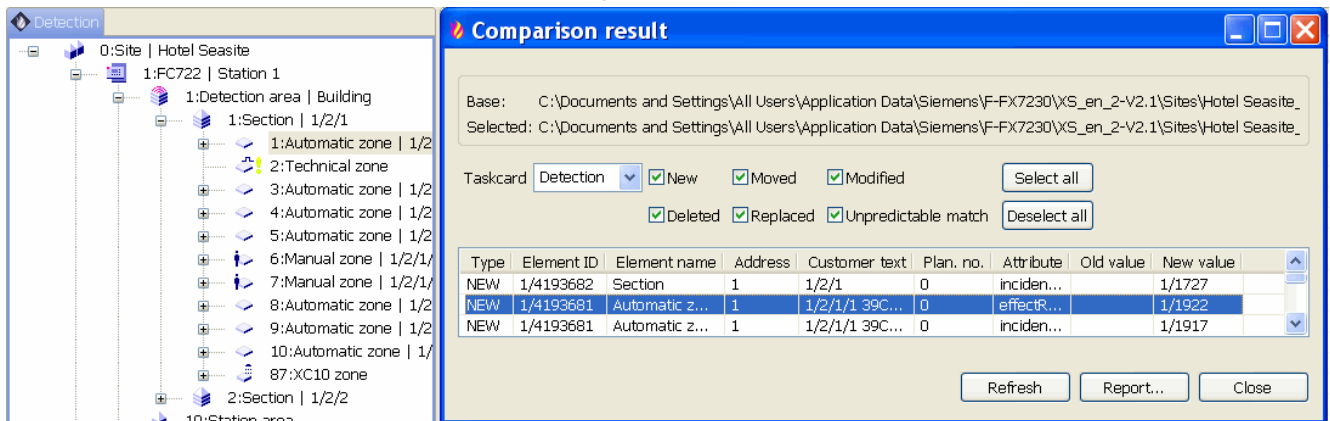 Detection
0:Site | Hotel Seasite
1:FC722 | Station 1
1:Detection area | Building
1:Section | 1/2/1
1:Automatic zone | 1/2
2:Technical zone
3:Automatic zone | 1/2
4:Automatic zone | 1/2
5:Automatic zone | 1/2
6:Manual zone | 1/2/1/
7:Manual zone | 1/2/1/
8:Automatic zone | 1/2
9:Automatic zone | 1/2
10:Automatic zone | 1/
87:XC10 zone
2:Section | 1/2/2
10:Station area
Comparison result
Base: C:\Documents and Settings\All Users\Application Data\Siemens\F-FX7230\XS_en_2-V2.1\Sites\Hotel Seasite_
Selected: C:\Documents and Settings\All Users\Application Data\Siemens\F-FX7230\XS_en_2-V2.1\Sites\Hotel Seasite_
Taskcard Detection New Moved Modified Select all
Deleted Replaced Unpredictable match Deselect all
Type Element ID Element name Address Customer text Plan. no. Attribute Old value New value
NEW 1/4193682 Section 1 1/2/1 0 inciden... 1/1727
NEW 1/4193681 Automatic z... 1 1/2/1/1 39C... 0 effectR... 1/1922
NEW 1/4193681 Automatic z... 1 1/2/1/1 39C... 0 inciden... 1/1917
Refresh Report... Close